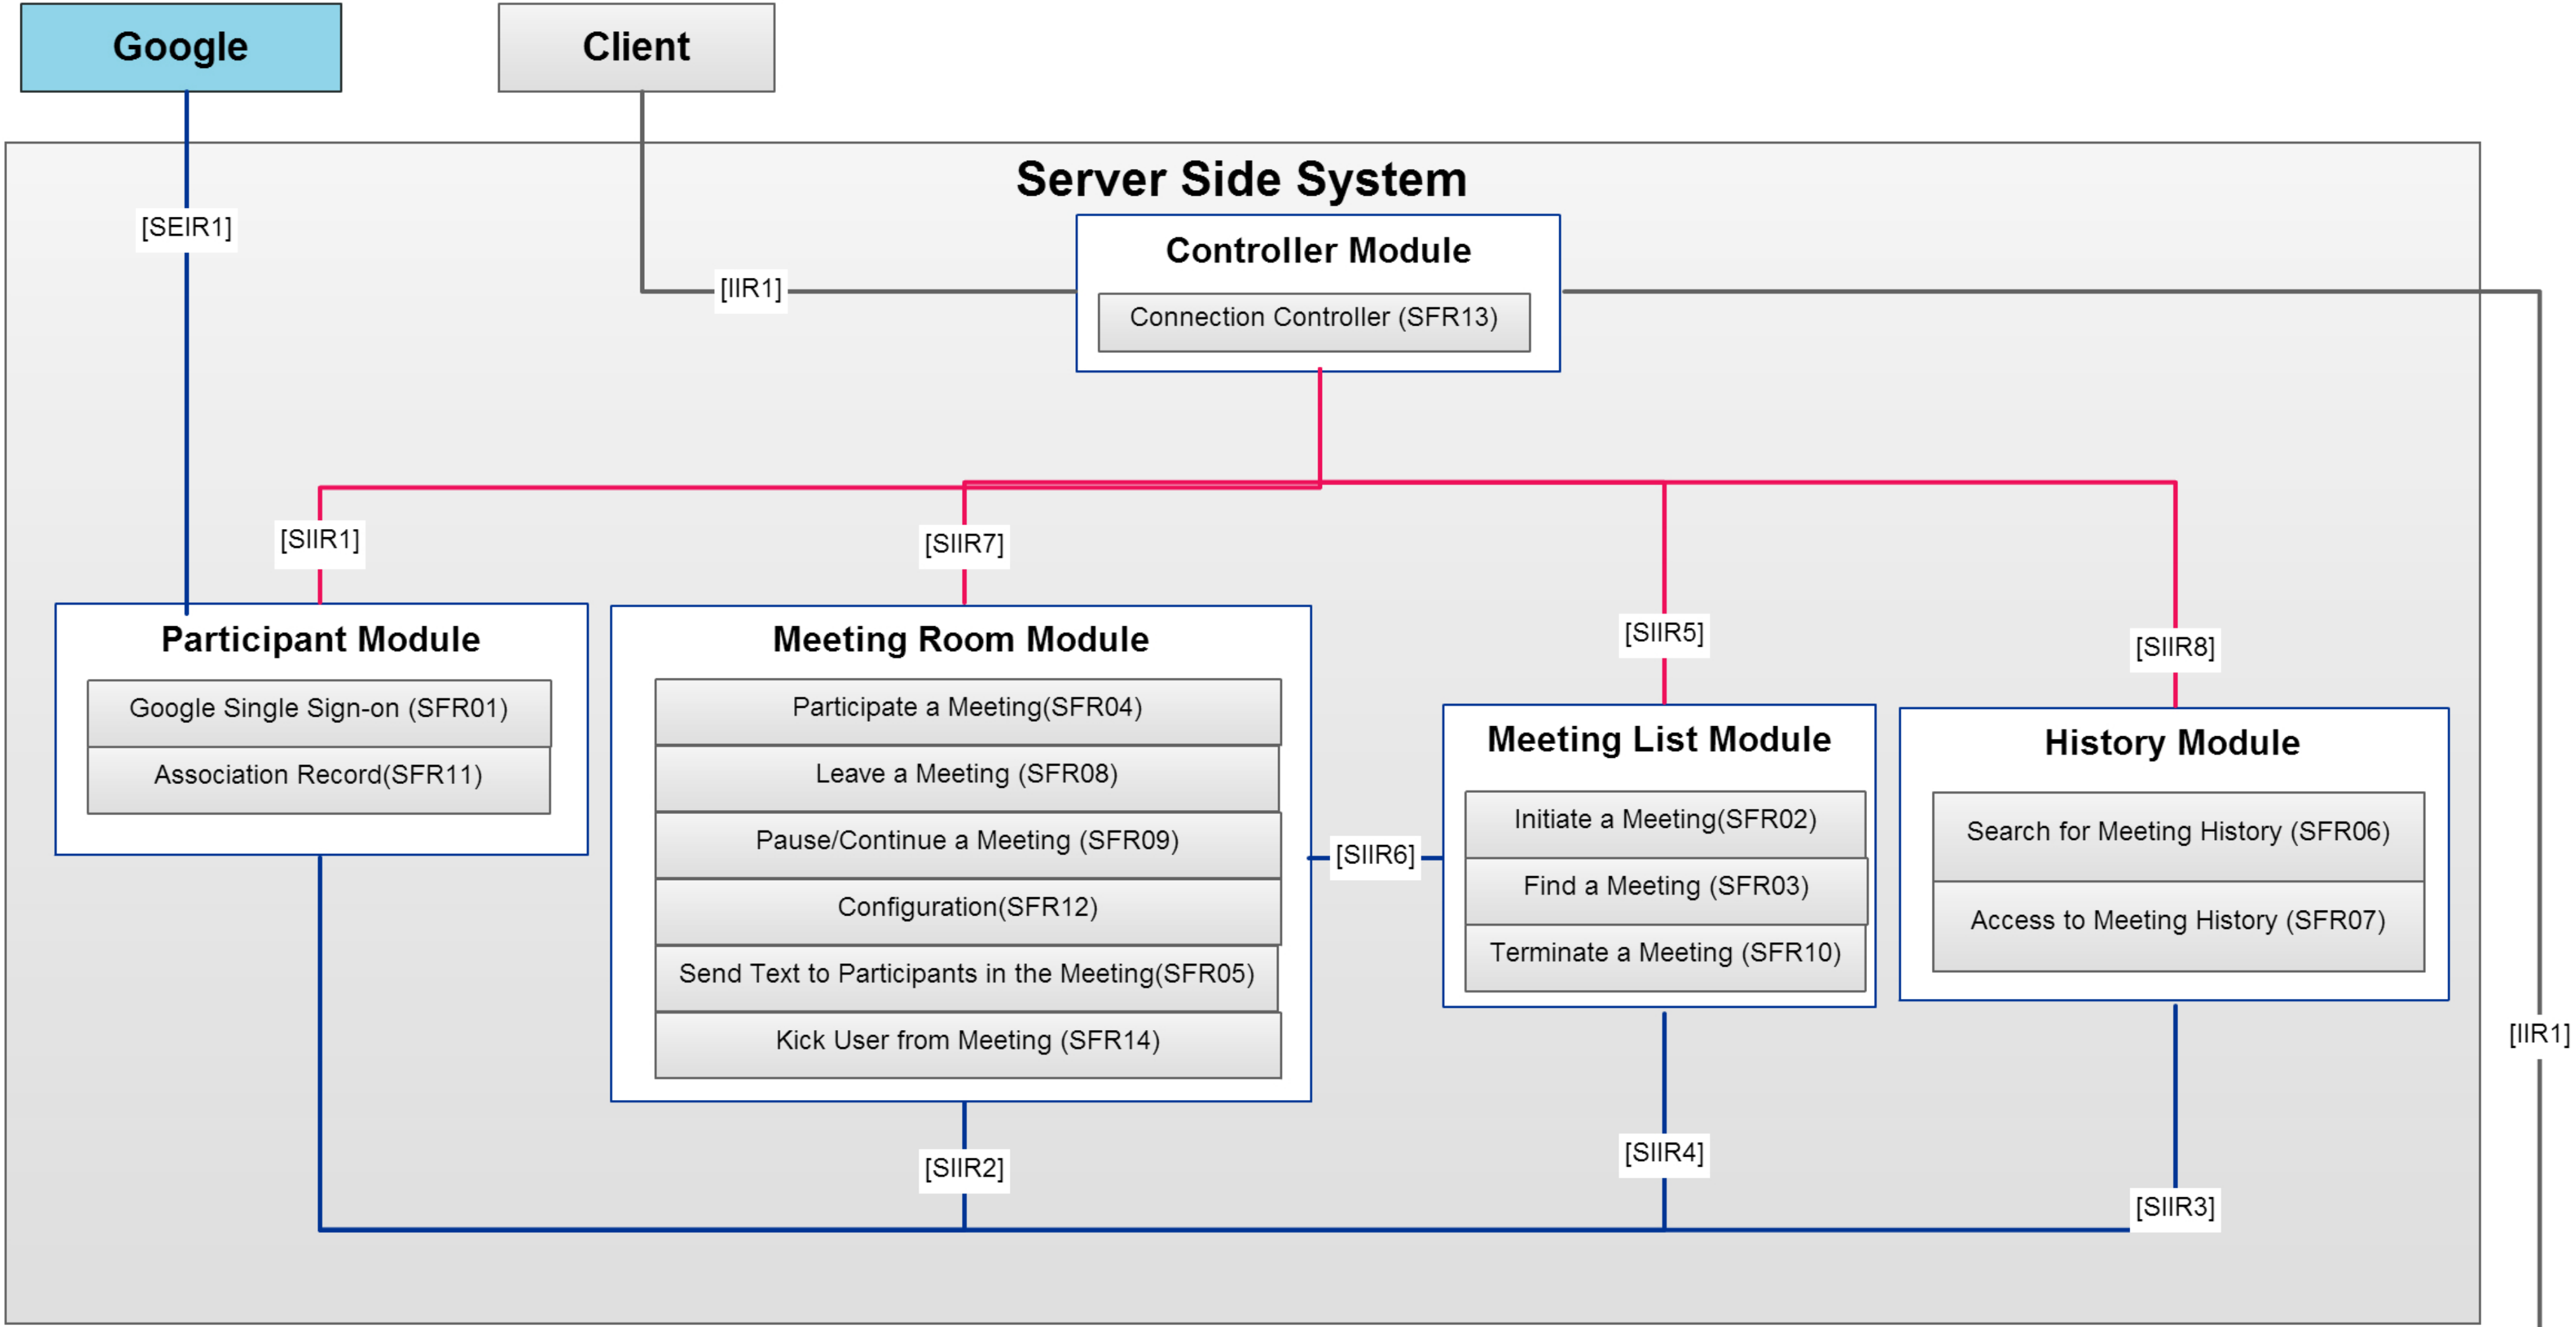 Google
Client
Server Side System
[SEIR1]
Controller Module
[IIR1]
Connection Controller (SFR13)
[SIIR1]
[SIIR7]
[SIIR5]
[SIIR8]
Participant Module
Google Single Sign-on (SFR01)
Association Record(SFR11)
Meeting Room Module
Participate a Meeting(SFR04)
Leave a Meeting (SFR08)
Pause/Continue a Meeting (SFR09)
Configuration(SFR12)
Send Text to Participants in the Meeting(SFR05)
Kick User from Meeting (SFR14)
[SIIR6]
Meeting List Module
Initiate a Meeting(SFR02)
Find a Meeting (SFR03)
Terminate a Meeting (SFR10)
History Module
Search for Meeting History (SFR06)
Access to Meeting History (SFR07)
[IIR1]
[SIIR2]
[SIIR4]
[SIIR3]